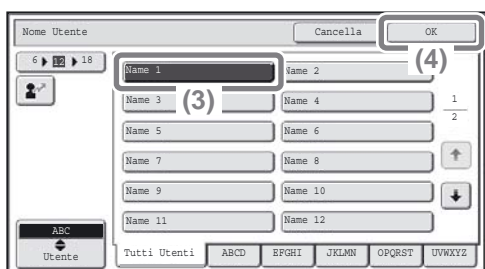 Nome Utente Cancella OK
6 12 18 (4)
Name 1 Name 2
(3)
Name 3 Name 4 1
2
Name 5 Name 6
Name 7 Name 8
Name 9 Name 10
Name 11 Name 12
ABC
Utente Tutti Utenti ABCD EFGHI JKLMN OPQRST UVWXYZ